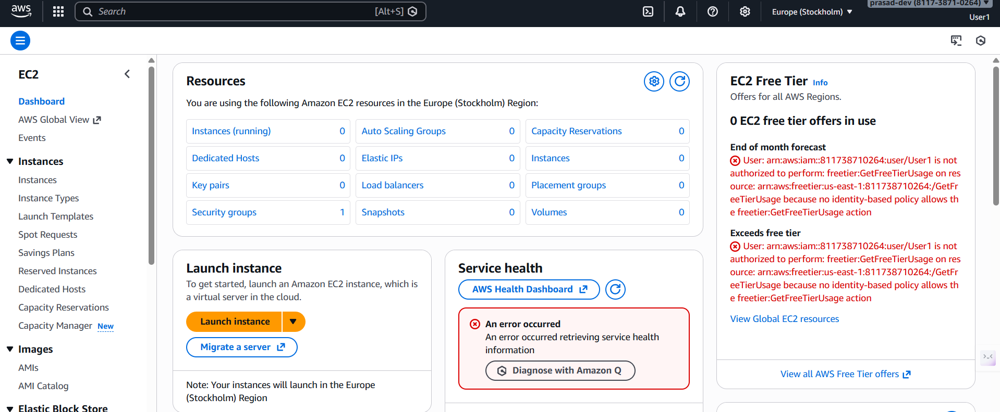 aws
Search
[Alt+S]
Europe (Stockholm)
prasad-dev (8117-3871-0264)
User1
EC2
Dashboard
AWS Global View
Events
Instances
Instances
Instance Types
Launch Templates
Spot Requests
Savings Plans
Reserved Instances
Dedicated Hosts
Capacity Reservations
Capacity Manager New
Images
AMIs
AMI Catalog
Elastic Block Store
Resources
You are using the following Amazon EC2 resources in the Europe (Stockholm) Region:
Instances (running) 0
Auto Scaling Groups 0
Capacity Reservations 0
Dedicated Hosts 0
Elastic IPs 0
Instances 0
Key pairs 0
Load balancers 0
Placement groups 0
Security groups 1
Snapshots 0
Volumes 0
Launch instance
To get started, launch an Amazon EC2 instance, which is
a virtual server in the cloud.
Launch instance
Migrate a server
Note: Your instances will launch in the Europe
(Stockholm) Region
Service health
AWS Health Dashboard
An error occurred
An error occurred retrieving service health
information
Diagnose with Amazon Q
EC2 Free Tier Info
Offers for all AWS Regions.
0 EC2 free tier offers in use
End of month forecast
User: arn:aws:iam::811738710264:user/User1 is not
authorized to perform: freetier:GetFreeTierUsage on res
ource: arn:aws:freetier:us-east-1:811738710264:/GetFr
eeTierUsage because no identity-based policy allows th
e freetier:GetFreeTierUsage action
Exceeds free tier
User: arn:aws:iam::811738710264:user/User1 is not
authorized to perform: freetier:GetFreeTierUsage on res
ource: arn:aws:freetier:us-east-1:811738710264:/GetFr
eeTierUsage because no identity-based policy allows th
e freetier:GetFreeTierUsage action
View Global EC2 resources
View all AWS Free Tier offers